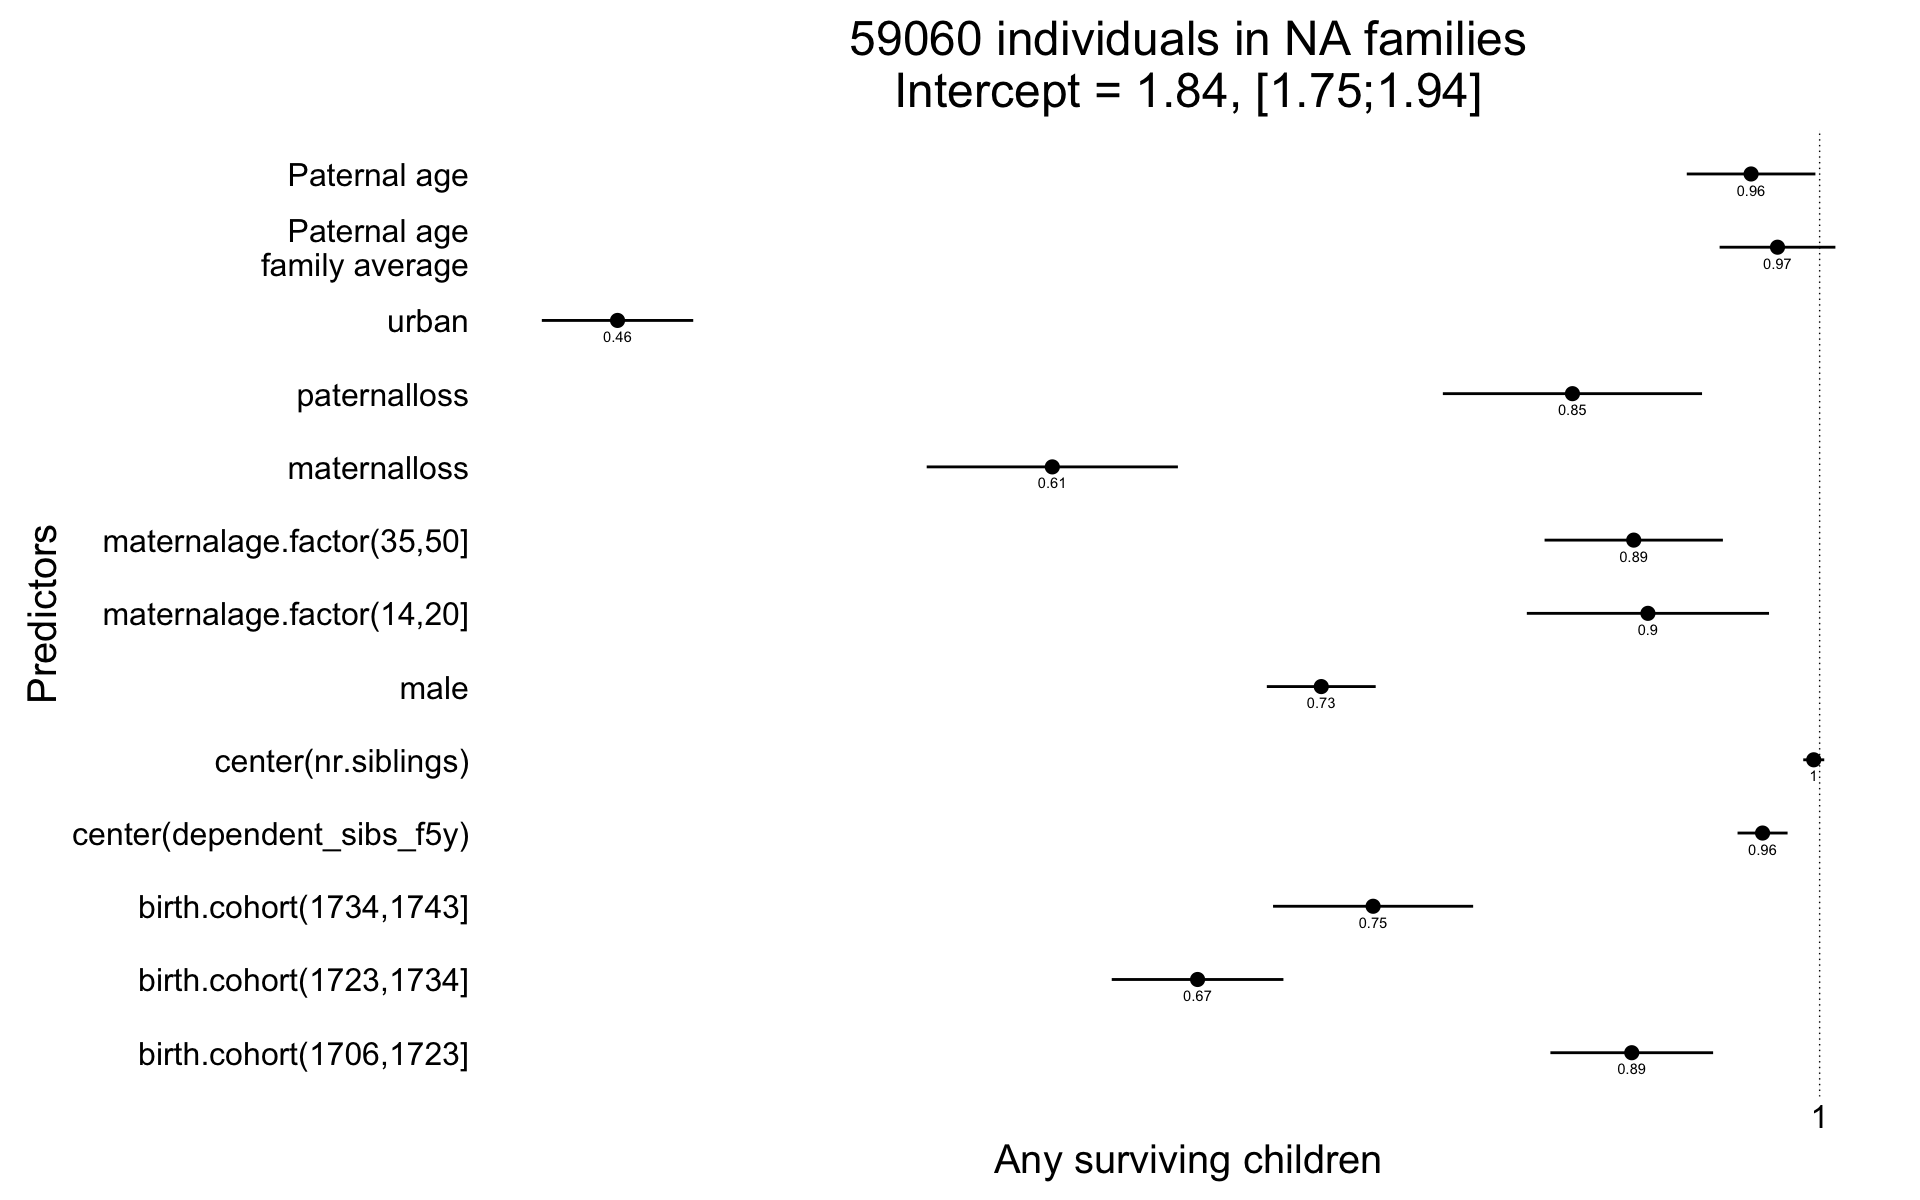 59060 individuals in NA families
Intercept = 1.84, [1.75;1.94]
Predictors
Paternal age
0.96
Paternal age
family average
0.97
urban
0.46
paternalloss
0.85
maternalloss
0.61
maternalage.factor(35,50]
0.89
maternalage.factor(14,20]
0.9
male
0.73
center(nr.siblings)
1
center(dependent_sibs_f5y)
0.96
birth.cohort(1734,1743]
0.75
birth.cohort(1723,1734]
0.67
birth.cohort(1706,1723]
0.89
1
Any surviving children